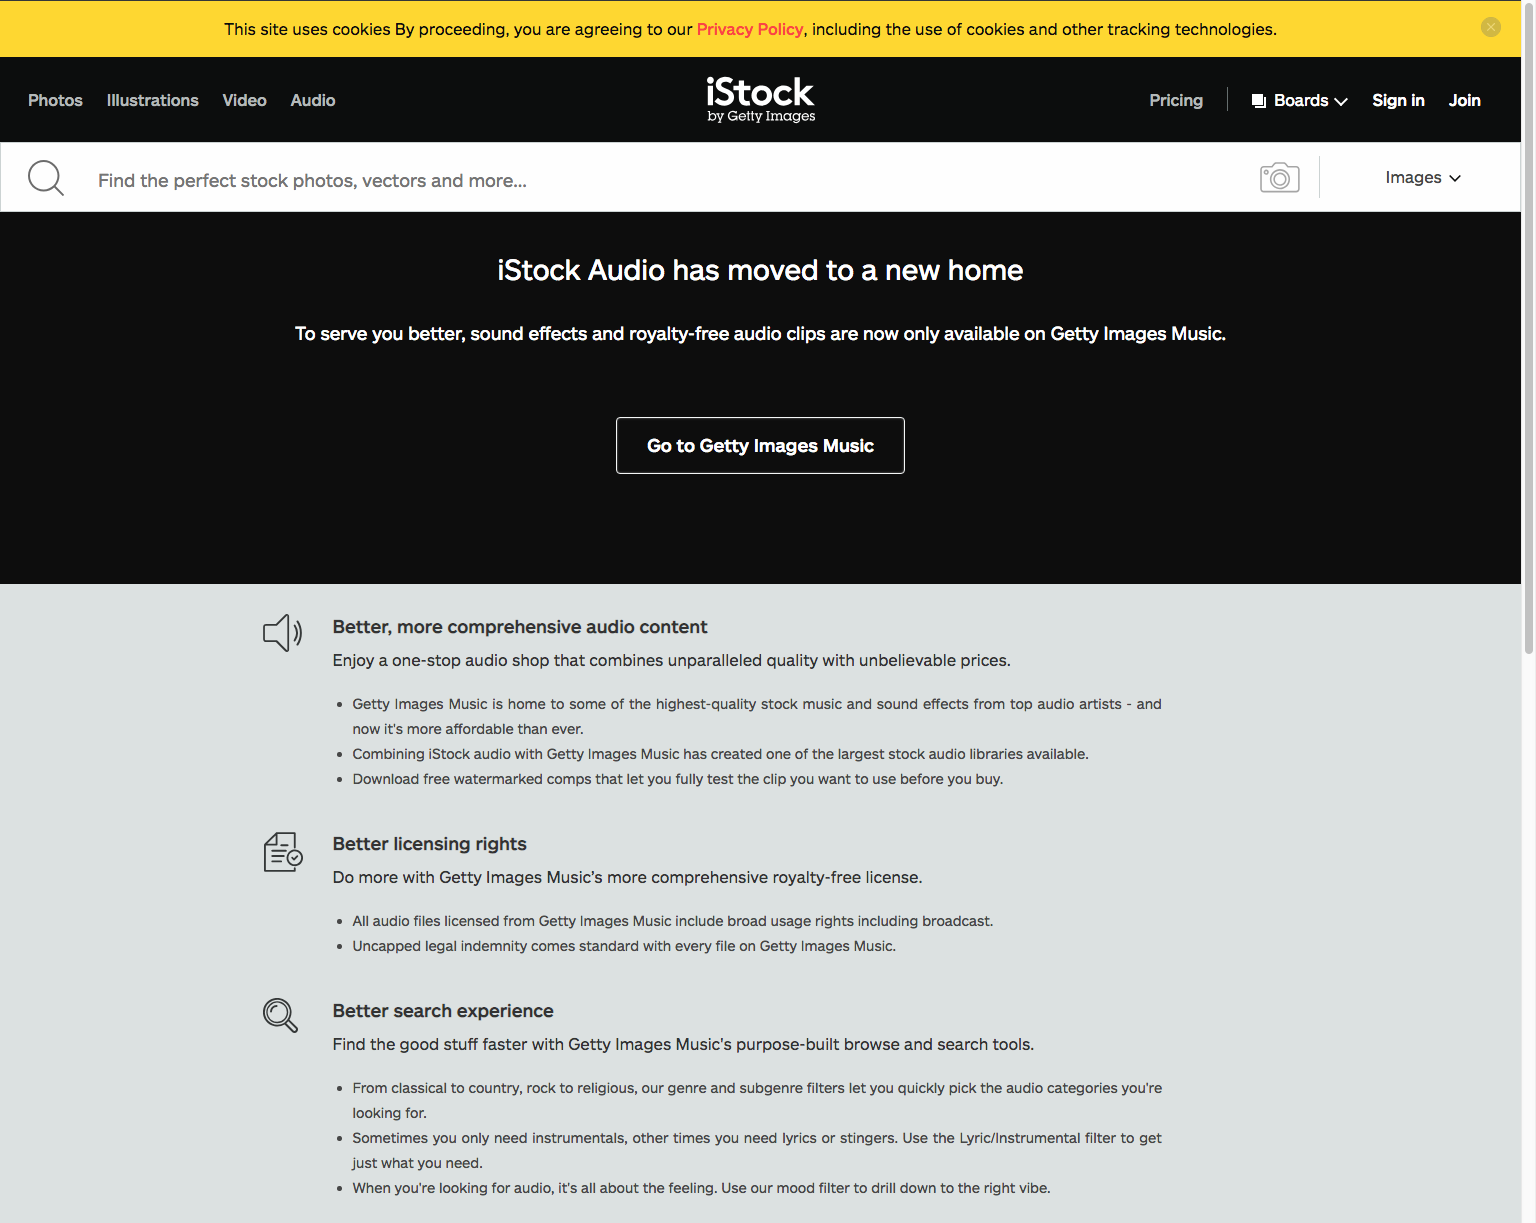 This site uses cookies By proceeding, you are agreeing to our Privacy Policy, including the use of cookies and other tracking technologies.
Photos Illustrations Video Audio
iStock
by Getty Images
Pricing Boards Sign in Join
Find the perfect stock photos, vectors and more...
Images
iStock Audio has moved to a new home
To serve you better, sound effects and royalty-free audio clips are now only available on Getty Images Music.
Go to Getty Images Music
Better, more comprehensive audio content
Enjoy a one-stop audio shop that combines unparalleled quality with unbelievable prices.
• Getty Images Music is home to some of the highest-quality stock music and sound effects from top audio artists - and
now it's more affordable than ever.
• Combining iStock audio with Getty Images Music has created one of the largest stock audio libraries available.
• Download free watermarked comps that let you fully test the clip you want to use before you buy.
Better licensing rights
Do more with Getty Images Music’s more comprehensive royalty-free license.
• All audio files licensed from Getty Images Music include broad usage rights including broadcast.
• Uncapped legal indemnity comes standard with every file on Getty Images Music.
Better search experience
Find the good stuff faster with Getty Images Music's purpose-built browse and search tools.
• From classical to country, rock to religious, our genre and subgenre filters let you quickly pick the audio categories you're
looking for.
• Sometimes you only need instrumentals, other times you need lyrics or stingers. Use the Lyric/Instrumental filter to get
just what you need.
• When you're looking for audio, it's all about the feeling. Use our mood filter to drill down to the right vibe.